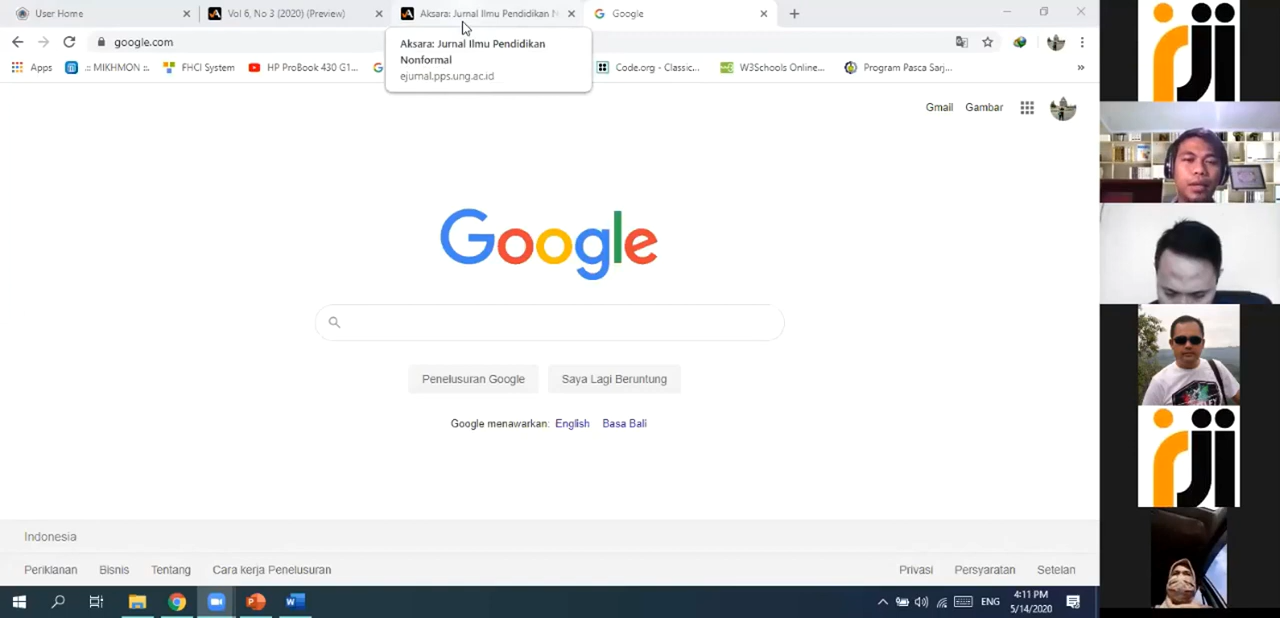 User Home
Vol 6, No 3 (2020) (Preview)
Aksara: Jurnal Ilmu Pendidikan N
Google
google.com
Aksara: Jurnal Ilmu Pendidikan
Nonformal
ejurnal.pps.ung.ac.id
Apps
.:: MIKHMON :.
FHCI System
HP ProBook 430 G1...
Code.org - Classic...
W3Schools Online...
Program Pasca Sarj...
»
Gmail
Gambar
Google
Penelusuran Google
Saya Lagi Beruntung
Google menawarkan: English Basa Bali
Indonesia
Periklanan
Bisnis
Tentang
Cara kerja Penelusuran
Privasi
Persyaratan
Setelan
ENG
4:11 PM
5/14/2020
rji
rji